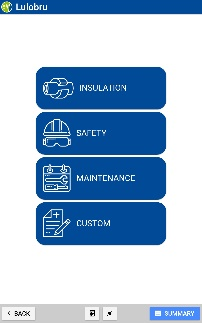 Lulobru
INSULATION
SAFETY
MAINTENANCE
CUSTOM
< BACK
SUMMARY